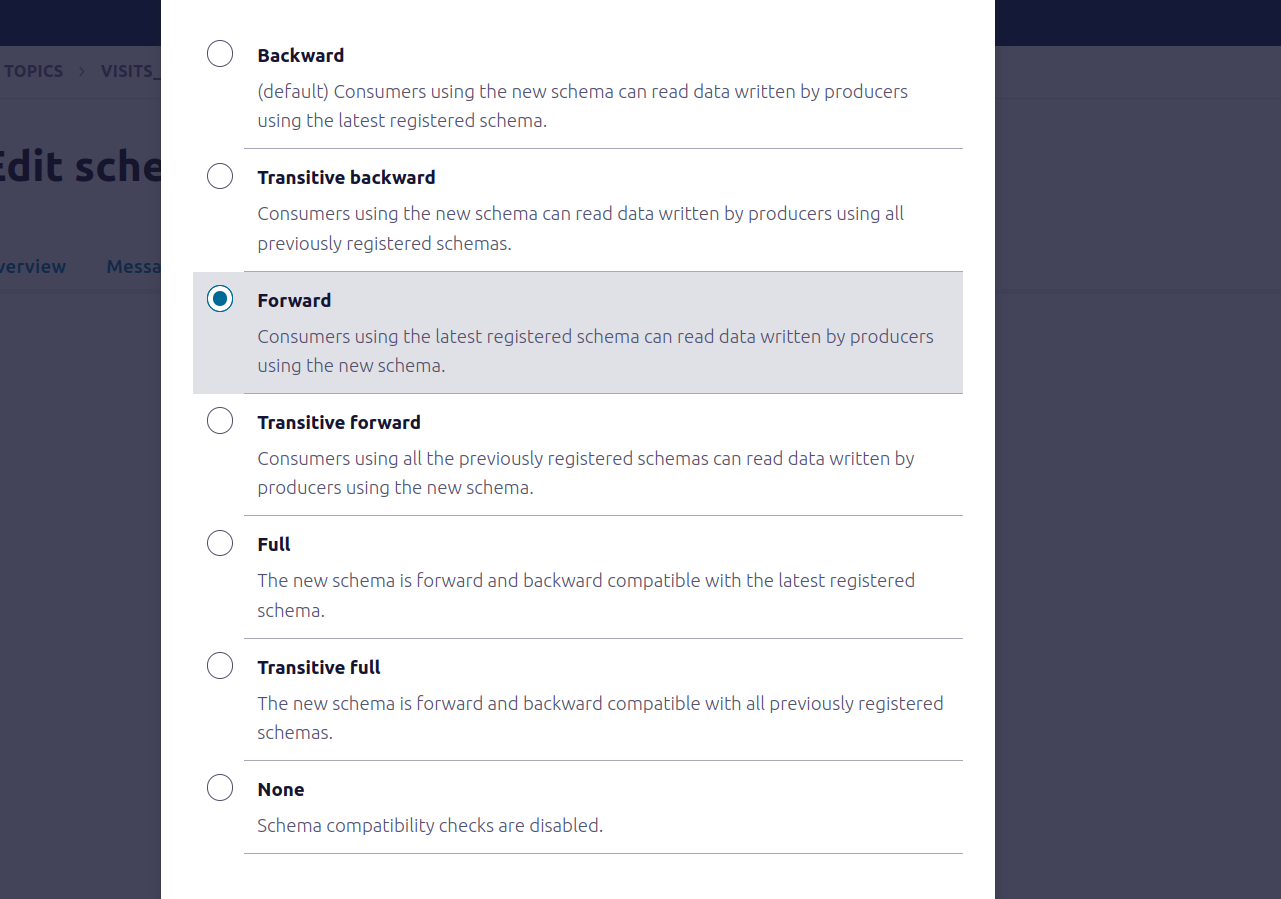 Backward
(default) Consumers using the new schema can read data written by producers
using the latest registered schema.
TOPICS > VISITS_
Edit sche
Transitive backward
Consumers using the new schema can read data written by producers using all
previously registered schemas.
verview Messa
Forward
Consumers using the latest registered schema can read data written by producers
using the new schema.
Transitive forward
Consumers using all the previously registered schemas can read data written by
producers using the new schema.
Full
The new schema is forward and backward compatible with the latest registered
schema.
Transitive full
The new schema is forward and backward compatible with all previously registered
schemas.
None
Schema compatibility checks are disabled.